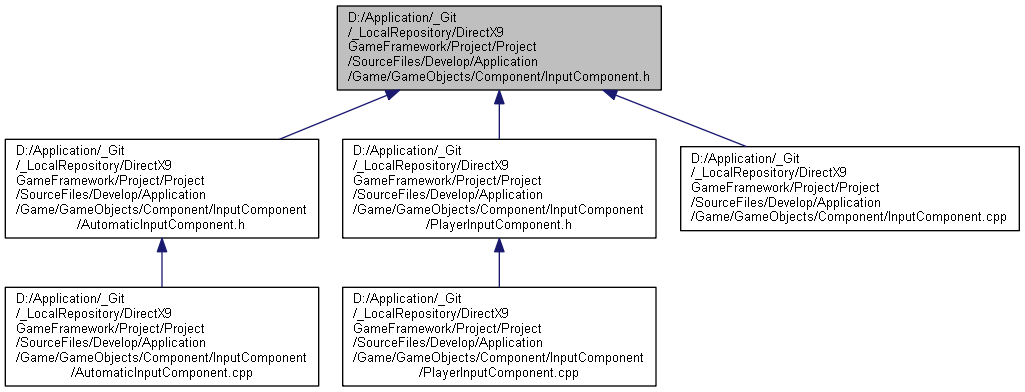 D:/Application/_Git
/_LocalRepository/DirectX9
GameFramework/Project/Project
/SourceFiles/Develop/Application
/Game/GameObjects/Component/InputComponent.h
D:/Application/_Git
/_LocalRepository/DirectX9
GameFramework/Project/Project
/SourceFiles/Develop/Application
/Game/GameObjects/Component/InputComponent
/AutomaticInputComponent.h
D:/Application/_Git
/_LocalRepository/DirectX9
GameFramework/Project/Project
/SourceFiles/Develop/Application
/Game/GameObjects/Component/InputComponent
/PlayerInputComponent.h
D:/Application/_Git
/_LocalRepository/DirectX9
GameFramework/Project/Project
/SourceFiles/Develop/Application
/Game/GameObjects/Component/InputComponent.cpp
D:/Application/_Git
/_LocalRepository/DirectX9
GameFramework/Project/Project
/SourceFiles/Develop/Application
/Game/GameObjects/Component/InputComponent
/AutomaticInputComponent.cpp
D:/Application/_Git
/_LocalRepository/DirectX9
GameFramework/Project/Project
/SourceFiles/Develop/Application
/Game/GameObjects/Component/InputComponent
/PlayerInputComponent.cpp